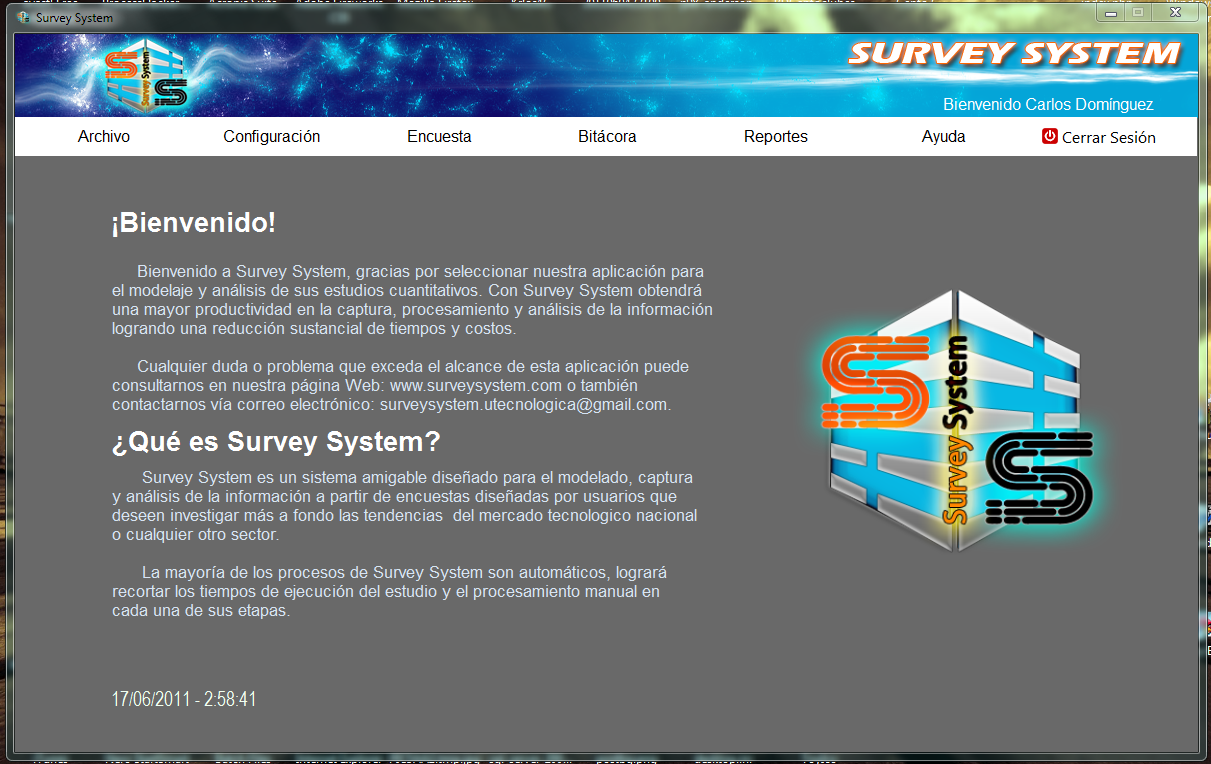 Survey System
SURVEY SYSTEM
Survey System
Bienvenido Carlos Domínguez
Archivo Configuración Encuesta Bitácora Reportes Ayuda Cerrar Sesión
¡Bienvenido!
Bienvenido a Survey System, gracias por seleccionar nuestra aplicación para
el modelaje y análisis de sus estudios cuantitativos. Con Survey System obtendrá
una mayor productividad en la captura, procesamiento y análisis de la información
logrando una reducción sustancial de tiempos y costos.
Cualquier duda o problema que exceda el alcance de esta aplicación puede
consultarnos en nuestra página Web: www.surveysystem.com o también
contactarnos vía correo electrónico: surveysystem.utecnologica@gmail.com.
¿Qué es Survey System?
Survey System es un sistema amigable diseñado para el modelado, captura
y análisis de la información a partir de encuestas diseñadas por usuarios que
deseen investigar más a fondo las tendencias  del mercado tecnologico nacional
o cualquier otro sector.
La mayoría de los procesos de Survey System son automáticos, logrará
recortar los tiempos de ejecución del estudio y el procesamiento manual en
cada una de sus etapas.
S Survey System S
17/06/2011 - 2:58:41